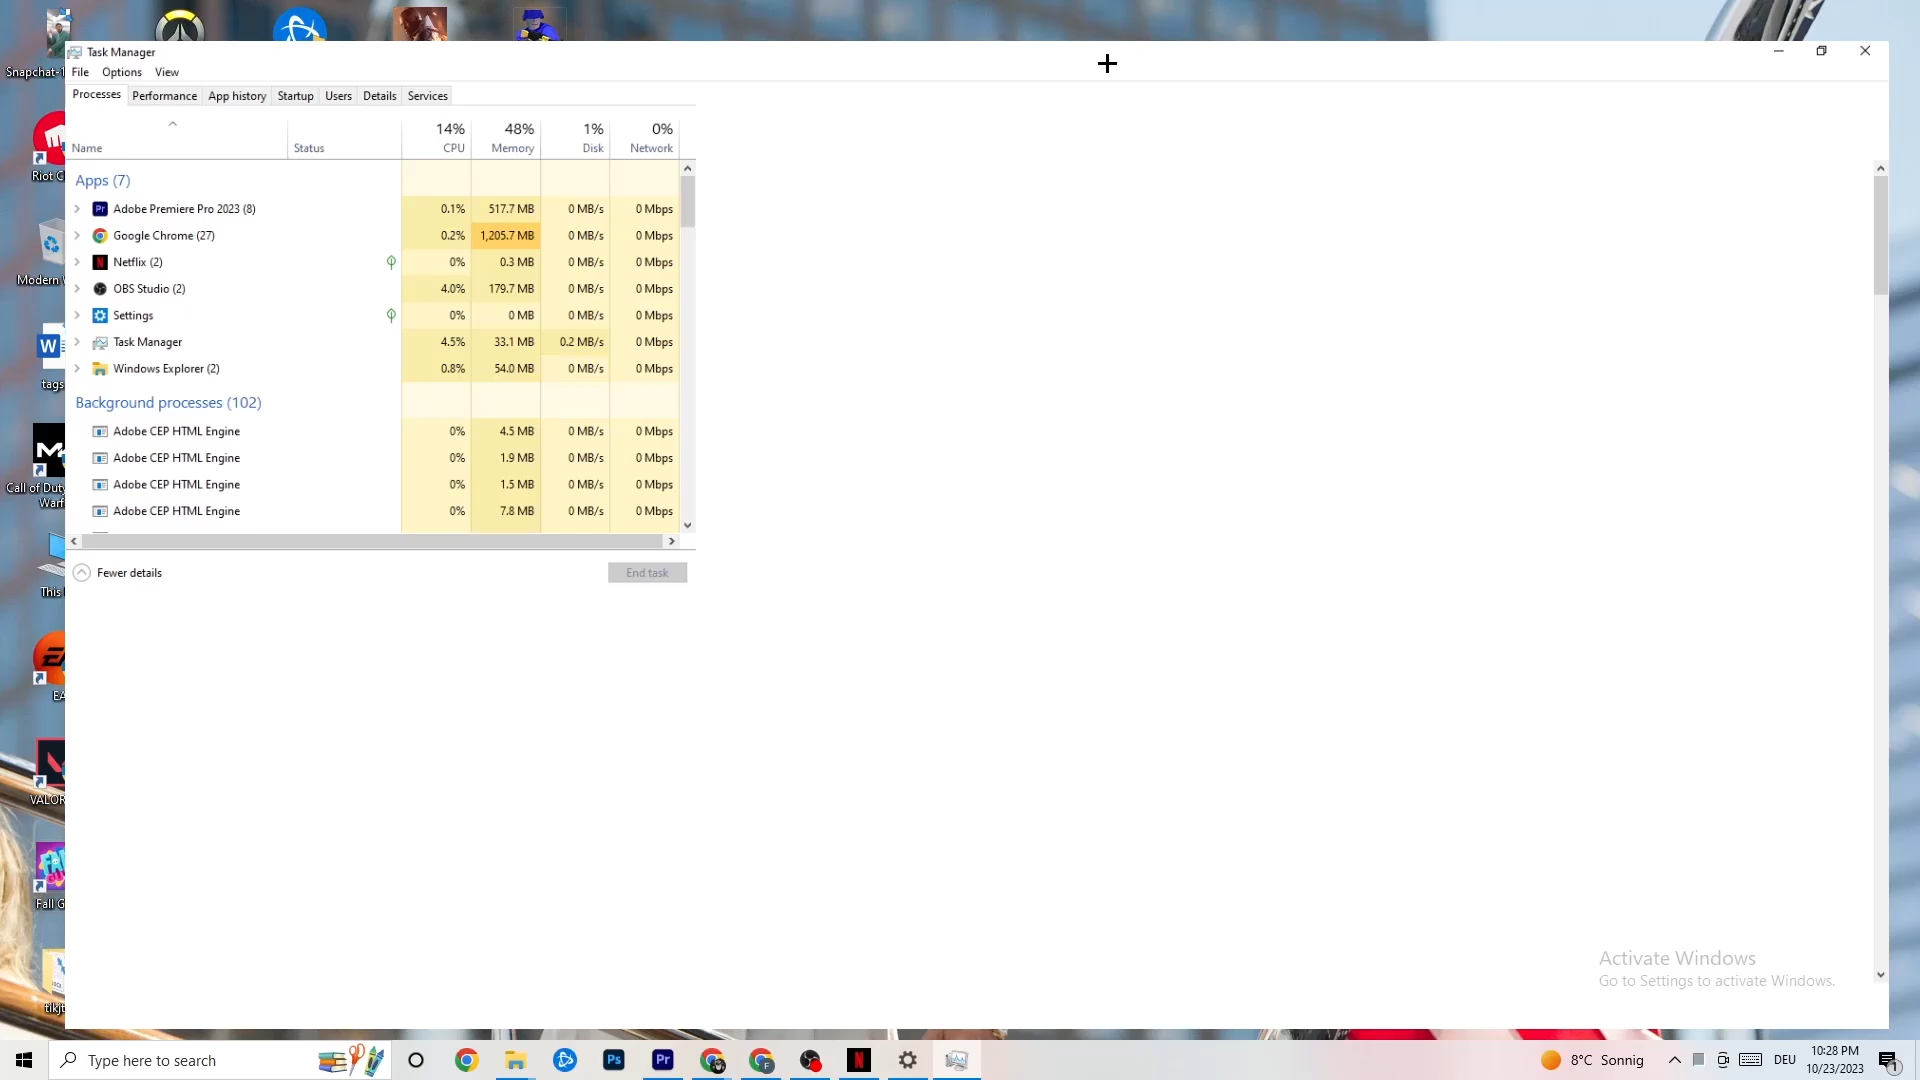 Snapchat-1
Task Manager
File Options View
Processes Performance App history Startup Users Details Services
14% 48% 1% 0%
Name Status CPU Memory Disk Network
Apps (7)
Adobe Premiere Pro 2023 (8) 0.1% 517.7 MB 0 MB/s 0 Mbps
Google Chrome (27) 0.2% 1,205.7 MB 0 MB/s 0 Mbps
Netflix (2) 0% 0.3 MB 0 MB/s 0 Mbps
OBS Studio (2) 4.0% 179.7 MB 0 MB/s 0 Mbps
Settings 0% 0 MB 0 MB/s 0 Mbps
Task Manager 4.5% 33.1 MB 0.2 MB/s 0 Mbps
Windows Explorer (2) 0.8% 54.0 MB 0 MB/s 0 Mbps
Background processes (102)
Adobe CEP HTML Engine 0% 4.5 MB 0 MB/s 0 Mbps
Adobe CEP HTML Engine 0% 1.9 MB 0 MB/s 0 Mbps
Adobe CEP HTML Engine 0% 1.5 MB 0 MB/s 0 Mbps
Adobe CEP HTML Engine 0% 7.8 MB 0 MB/s 0 Mbps
Fewer details End task
Riot C
Modern
tags
Call of Duty
Warf
This
EA
VALOR
Fall G
Activate Windows
Go to Settings to activate Windows.
Type here to search
Ps
Pr
8°C Sonnig
DEU
10:28 PM
10/23/2023
1